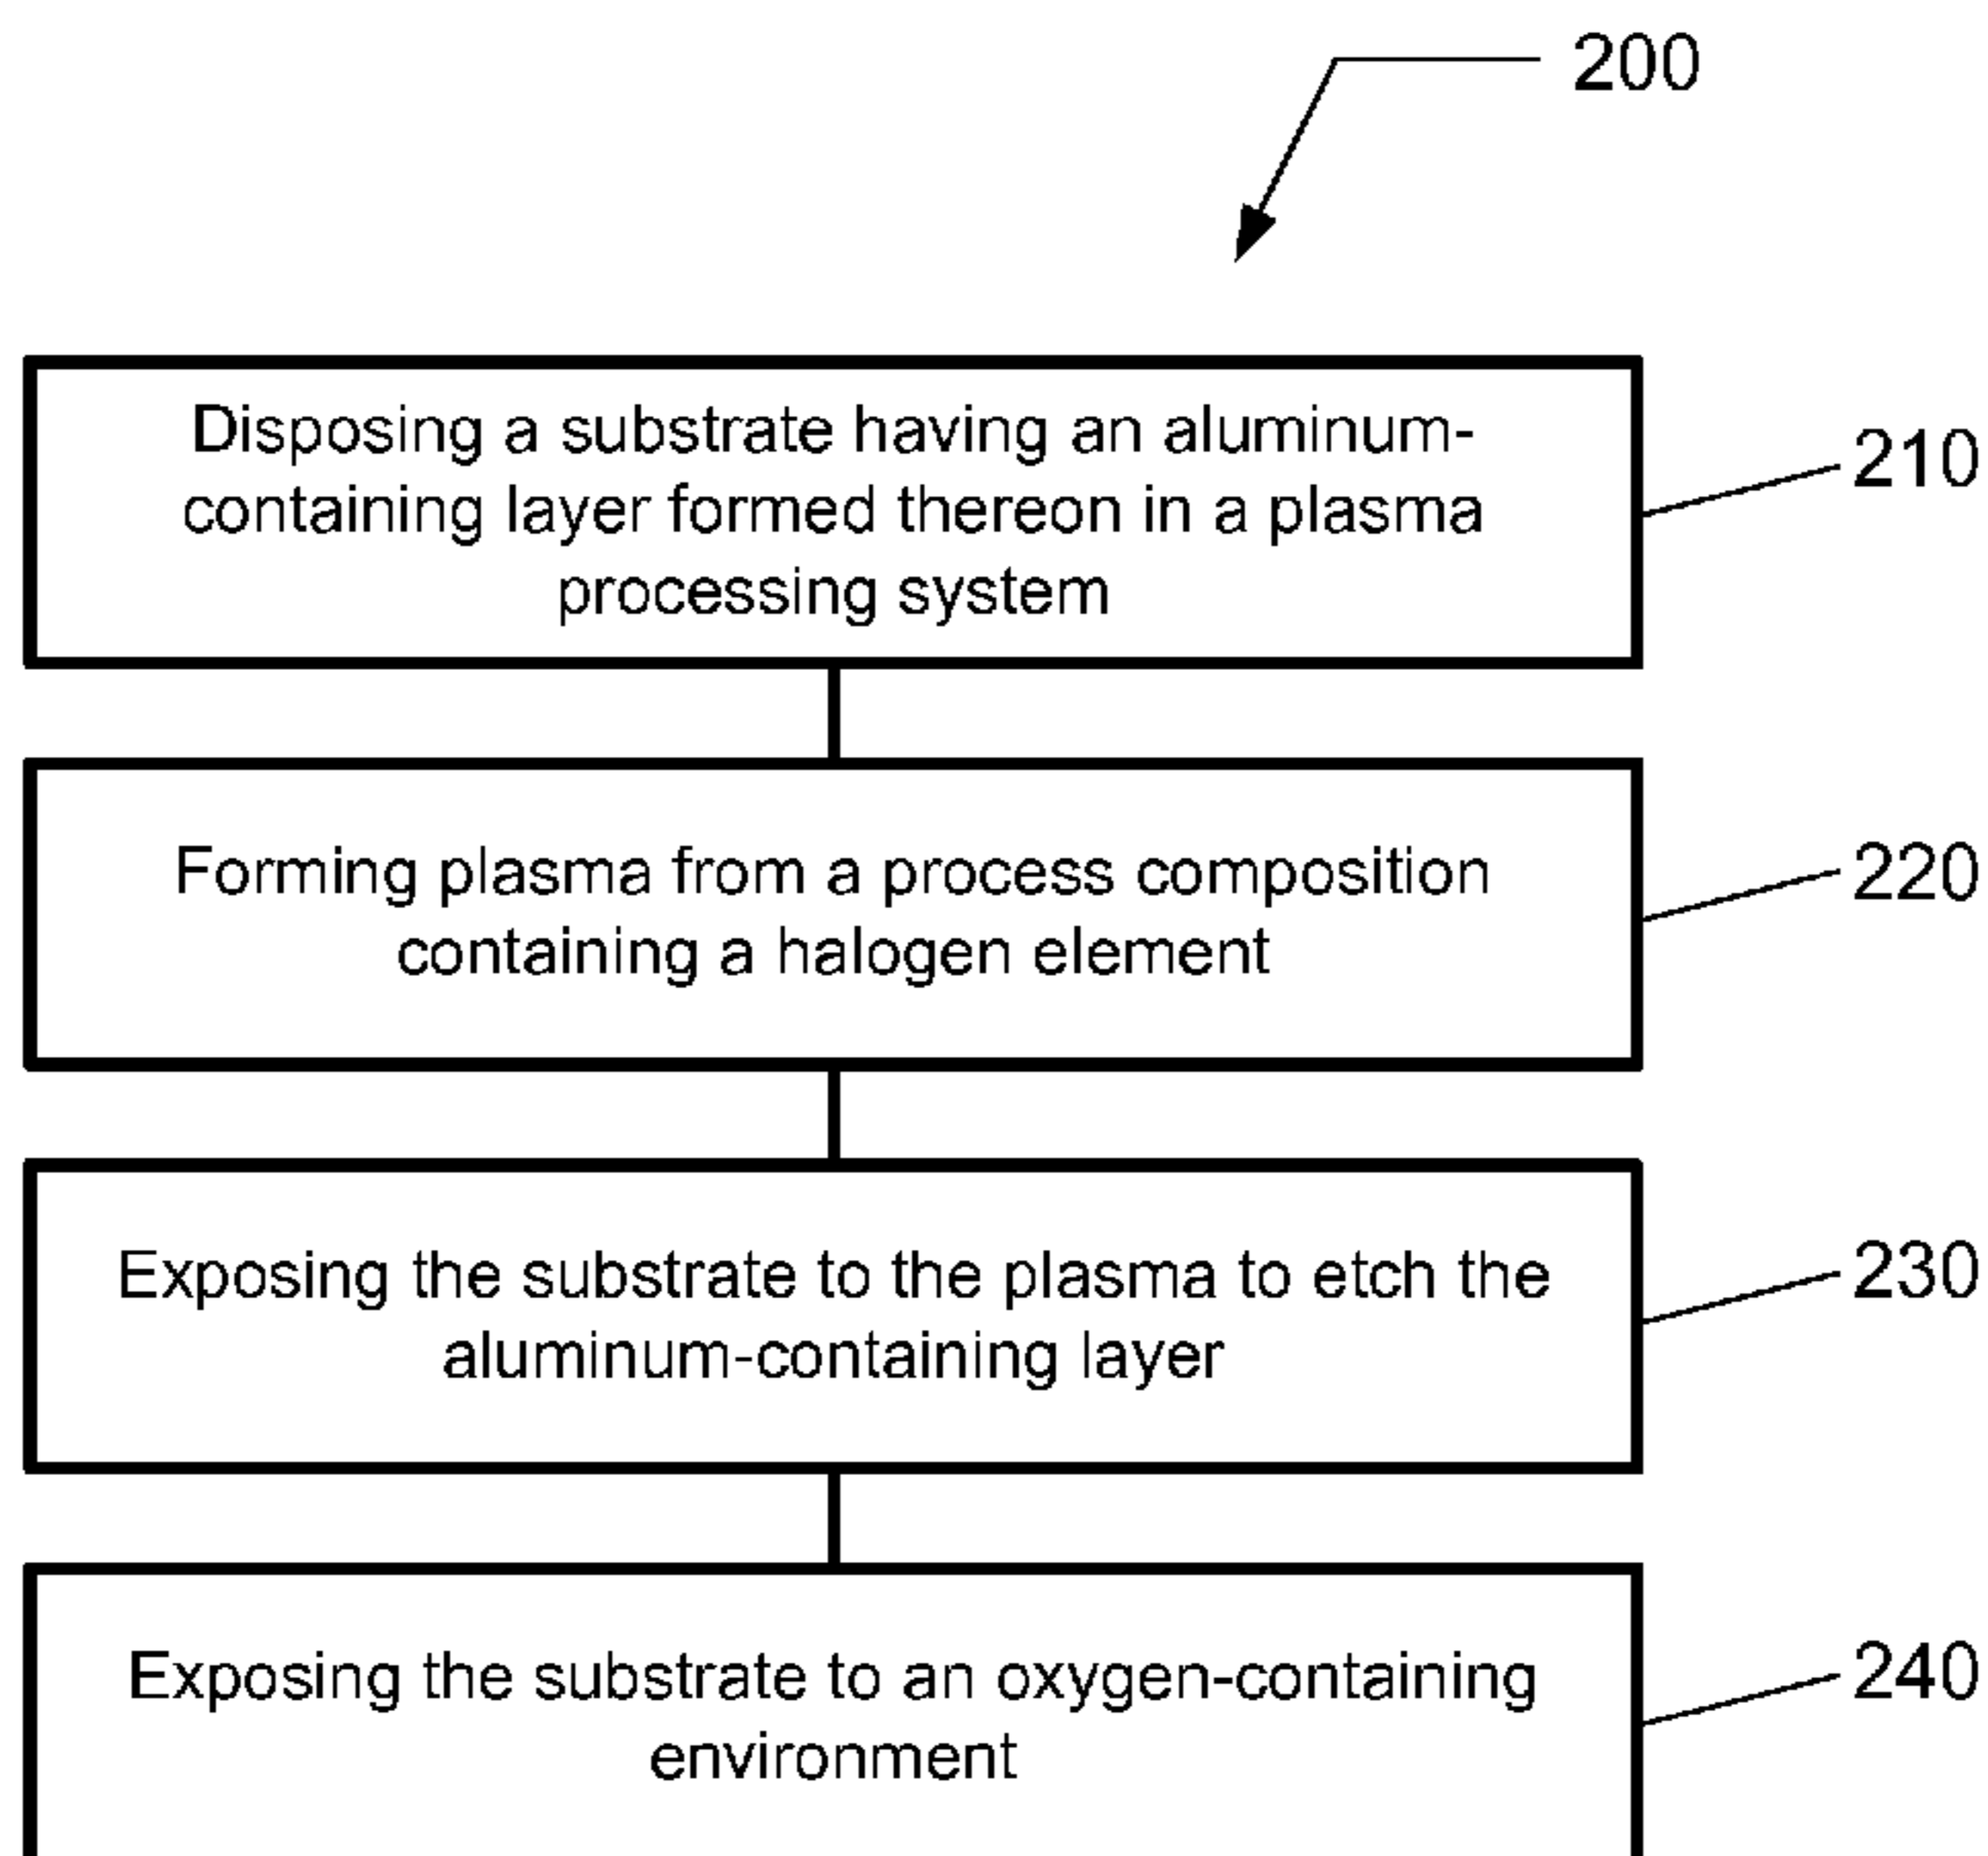 200
Disposing a substrate having an aluminum-
containing layer formed thereon in a plasma
processing system
210
Forming plasma from a process composition
containing a halogen element
220
Exposing the substrate to the plasma to etch the
aluminum-containing layer
230
Exposing the substrate to an oxygen-containing
environment
240